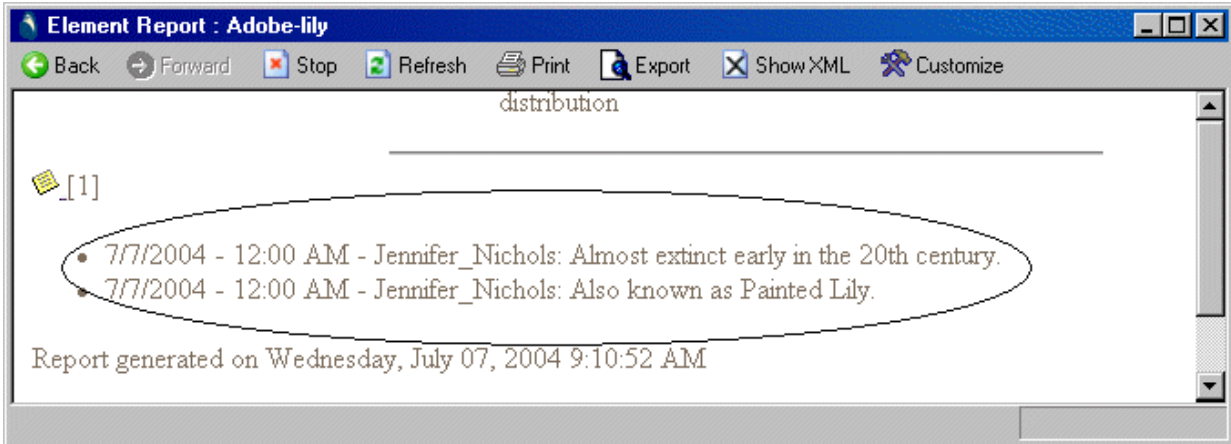 Element Report : Adobe-lily
Back Forward Stop Refresh Print Export Show XML Customize
distribution
[1]
• 7/7/2004 - 12:00 AM - Jennifer_Nichols: Almost extinct early in the 20th century.
• 7/7/2004 - 12:00 AM - Jennifer_Nichols: Also known as Painted Lily.
Report generated on Wednesday, July 07, 2004 9:10:52 AM